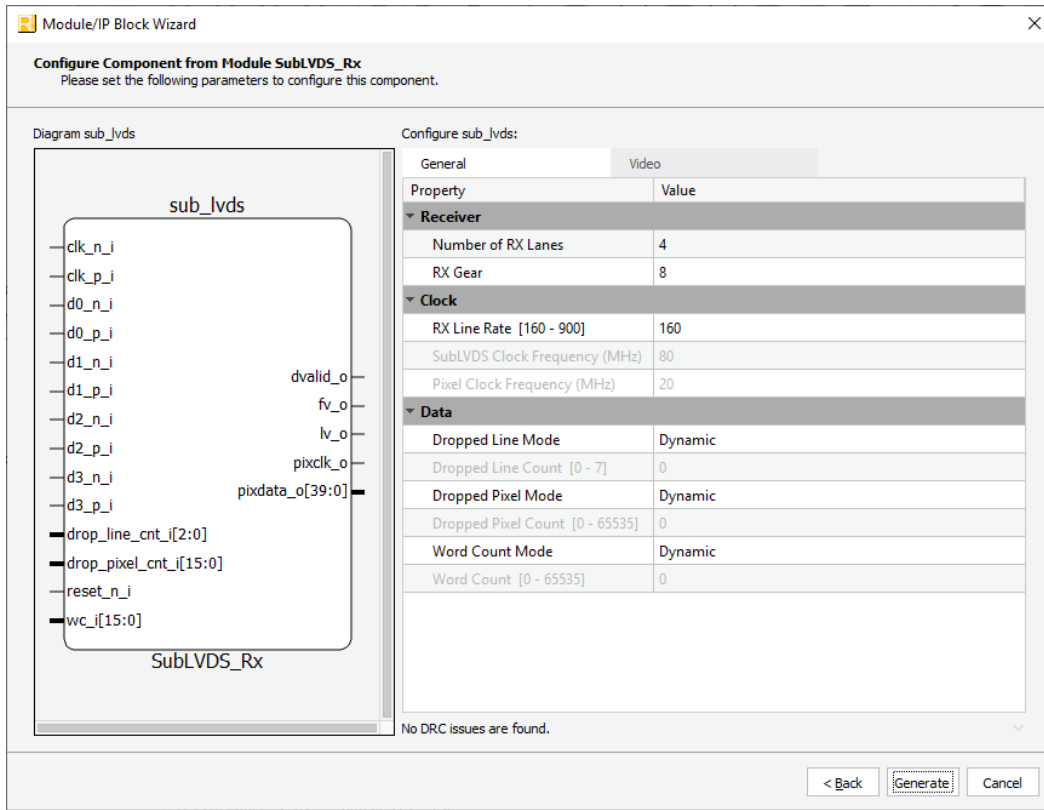 Module/IP Block Wizard
Configure Component from Module SubLVDS_Rx
Please set the following parameters to configure this component.
Diagram sub_lvds
sub_lvds
clk_n_i
clk_p_i
d0_n_i
d0_p_i
d1_n_i
d1_p_i
d2_n_i
d2_p_i
d3_n_i
d3_p_i
drop_line_cnt_i[2:0]
drop_pixel_cnt_i[15:0]
reset_n_i
wc_i[15:0]
dvalid_o
fv_o
lv_o
pixclk_o
pixdata_o[39:0]
SubLVDS_Rx
Configure sub_lvds:
General Video
Property Value
Receiver
Number of RX Lanes 4
RX Gear 8
Clock
RX Line Rate [160 - 900] 160
SubLVDS Clock Frequency (MHz) 80
Pixel Clock Frequency (MHz) 20
Data
Dropped Line Mode Dynamic
Dropped Line Count [0 - 7] 0
Dropped Pixel Mode Dynamic
Dropped Pixel Count [0 - 65535] 0
Word Count Mode Dynamic
Word Count [0 - 65535] 0
No DRC issues are found.
< Back Generate Cancel